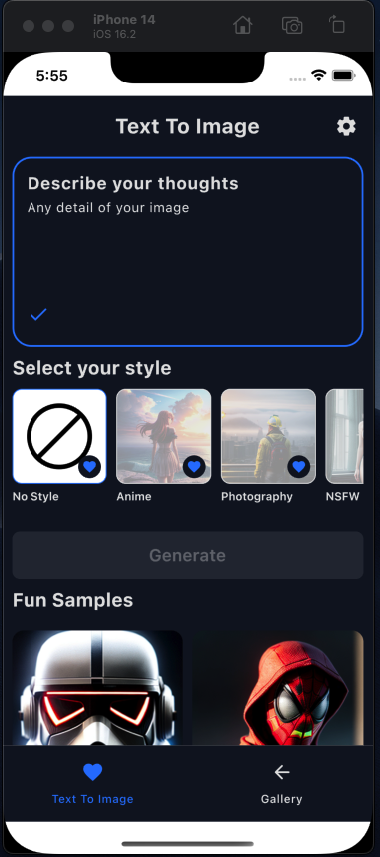 iPhone 14
iOS 16.2
5:55
Text To Image
Describe your thoughts
Any detail of your image
Select your style
No Style
Anime
Photography
NSFW
Generate
Fun Samples
Text To Image
Gallery